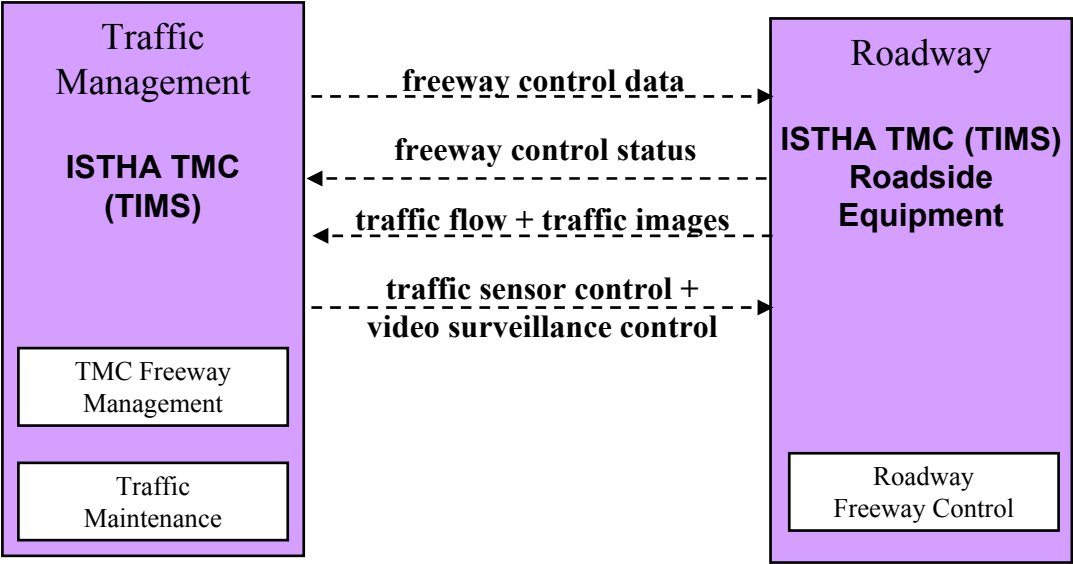 Traffic
Management
ISTHA TMC
(TIMS)
TMC Freeway
Management
Traffic
Maintenance
freeway control data
freeway control status
traffic flow + traffic images
traffic sensor control +
video surveillance control
Roadway
ISTHA TMC (TIMS)
Roadside
Equipment
Roadway
Freeway Control